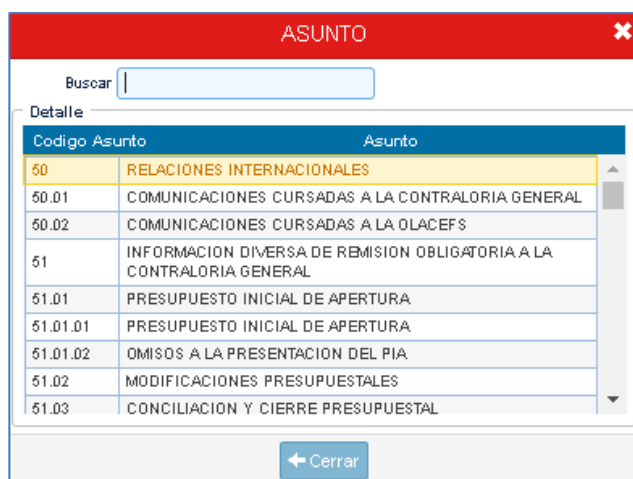 ASUNTO
Buscar
Detalle
Codigo Asunto Asunto
50 RELACIONES INTERNACIONALES
50.01 COMUNICACIONES CURSADAS A LA CONTRALORIA GENERAL
50.02 COMUNICACIONES CURSADAS A LA OLACEFS
51 INFORMACION DIVERSA DE REMISION OBLIGATORIA A LA
CONTRALORIA GENERAL
51.01 PRESUPUESTO INICIAL DE APERTURA
51.01.01 PRESUPUESTO INICIAL DE APERTURA
51.01.02 OMISOS A LA PRESENTACION DEL PIA
51.02 MODIFICACIONES PRESUPUESTALES
51.03 CONCILIACION Y CIERRE PRESUPUESTAL
Cerrar